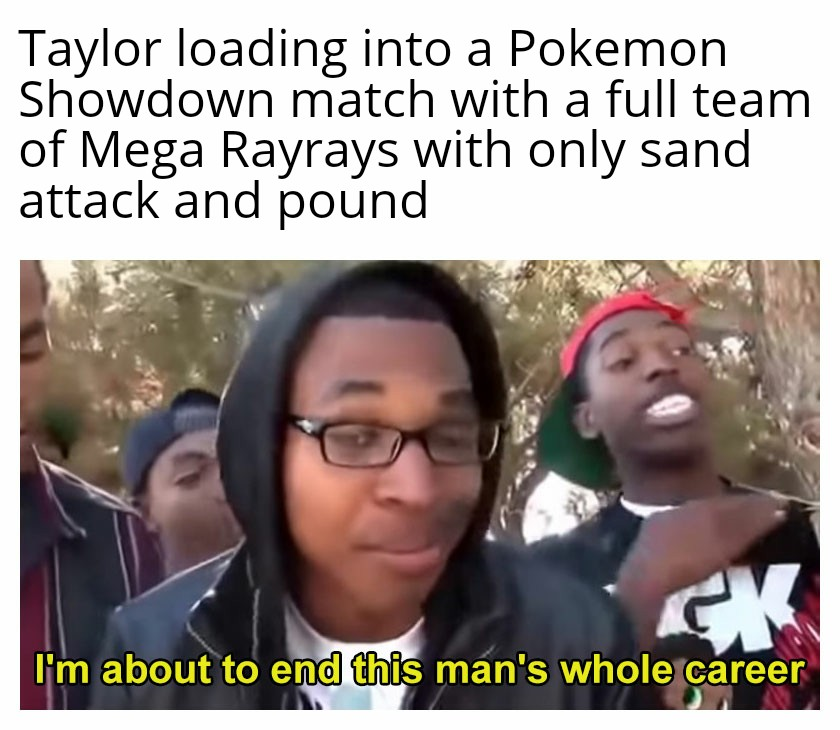 Taylor loading into a Pokemon
Showdown match with a full team
of Mega Rayrays with only sand
attack and pound
GK
I'm about to end this man's whole career